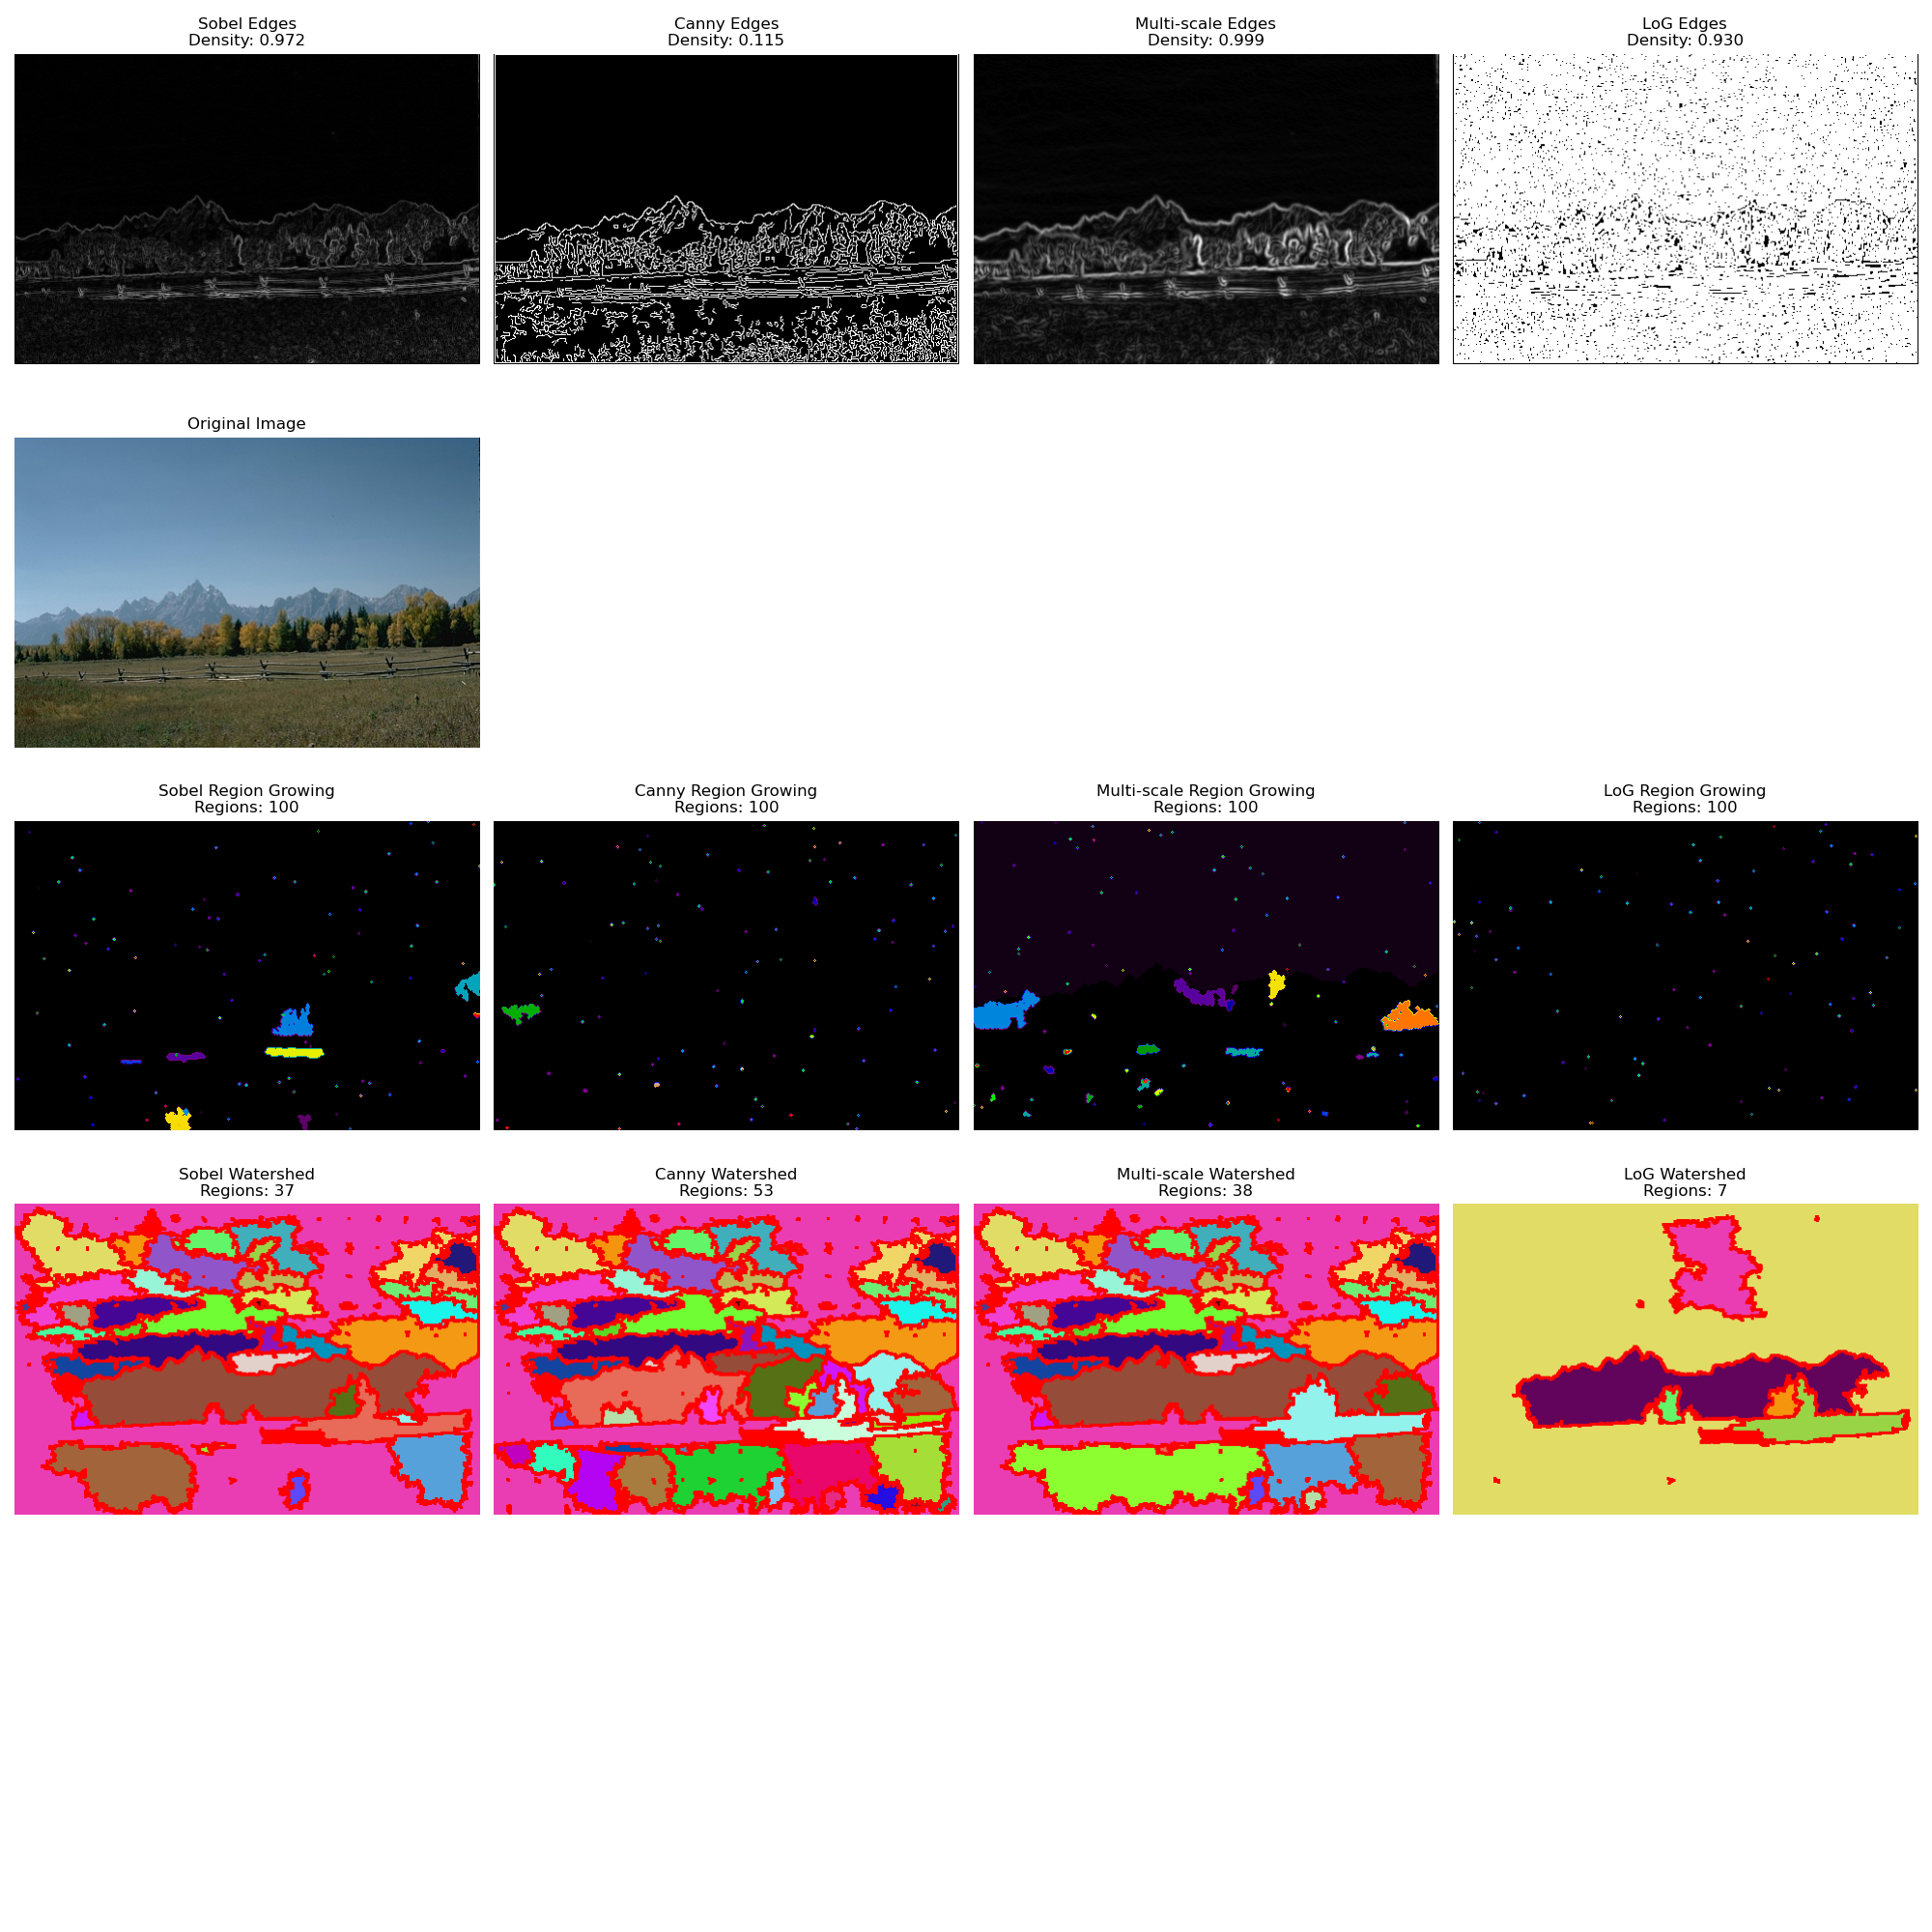 Sobel Edges
Density: 0.972
Canny Edges
Density: 0.115
Multi-scale Edges
Density: 0.999
LoG Edges
Density: 0.930
Original Image
Sobel Region Growing
Regions: 100
Canny Region Growing
Regions: 100
Multi-scale Region Growing
Regions: 100
LoG Region Growing
Regions: 100
Sobel Watershed
Regions: 37
Canny Watershed
Regions: 53
Multi-scale Watershed
Regions: 38
LoG Watershed
Regions: 7